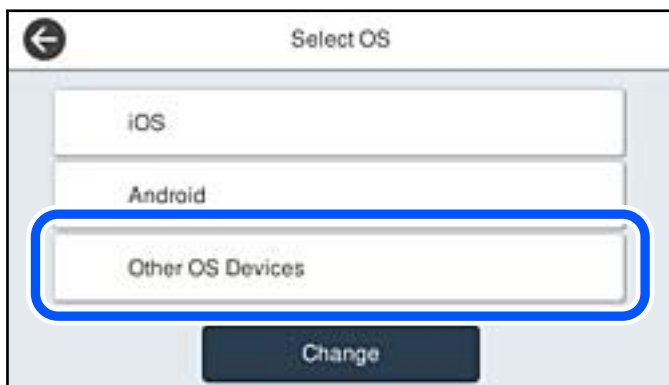 Select OS
iOS
Android
Other OS Devices
Change